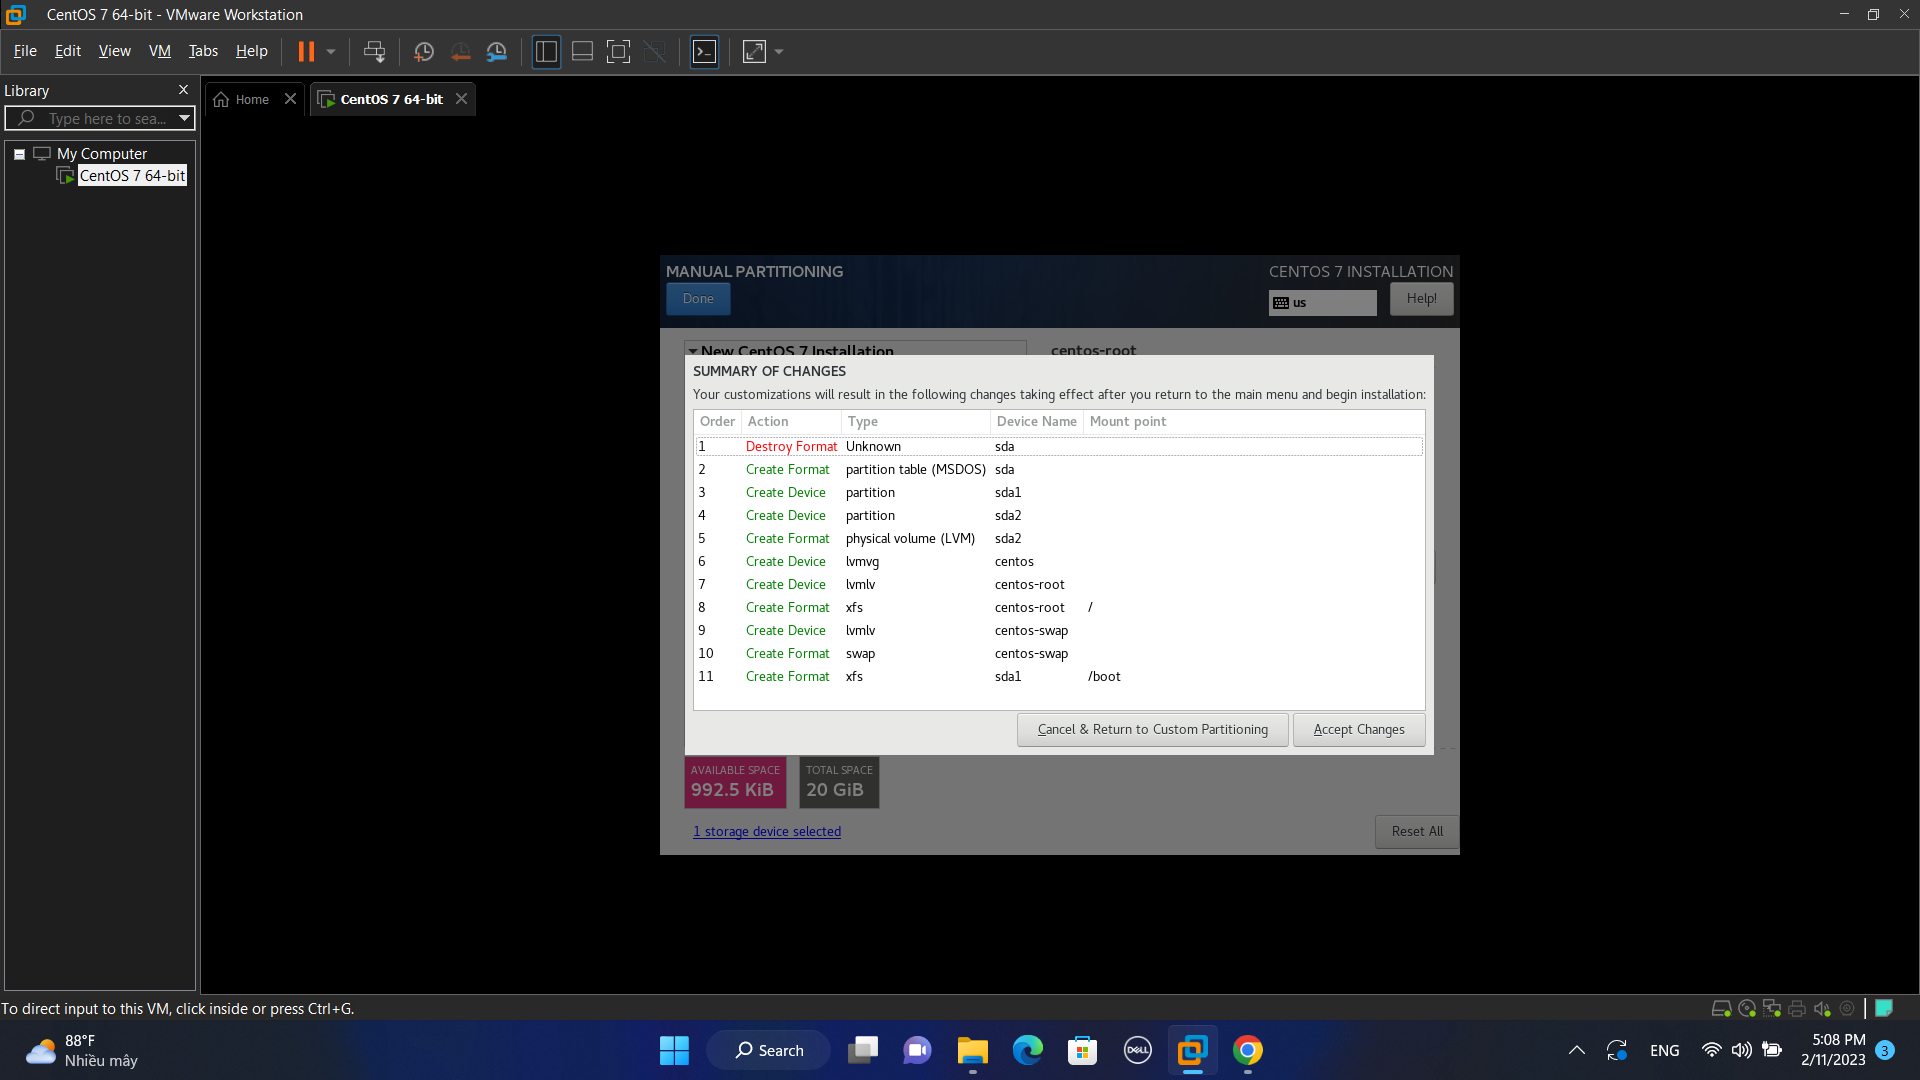 CentOS 7 64-bit - VMware Workstation
File Edit View VM Tabs Help
Library
Type here to sea...
My Computer
CentOS 7 64-bit
Home
CentOS 7 64-bit
MANUAL PARTITIONING
CENTOS 7 INSTALLATION
Done
us
Help!
New CentOS 7 Installation
centos-root
SUMMARY OF CHANGES
Your customizations will result in the following changes taking effect after you return to the main menu and begin installation:
Order Action Type Device Name Mount point
1 Destroy Format Unknown sda
2 Create Format partition table (MSDOS) sda
3 Create Device partition sda1
4 Create Device partition sda2
5 Create Format physical volume (LVM) sda2
6 Create Device lvmvg centos
7 Create Device lvmlv centos-root
8 Create Format xfs centos-root /
9 Create Device lvmlv centos-swap
10 Create Format swap centos-swap
11 Create Format xfs sda1 /boot
Cancel & Return to Custom Partitioning
Accept Changes
AVAILABLE SPACE
992.5 KiB
TOTAL SPACE
20 GiB
1 storage device selected
Reset All
To direct input to this VM, click inside or press Ctrl+G.
88°F
Nhiều mây
Search
DELL
ENG
5:08 PM
2/11/2023
3